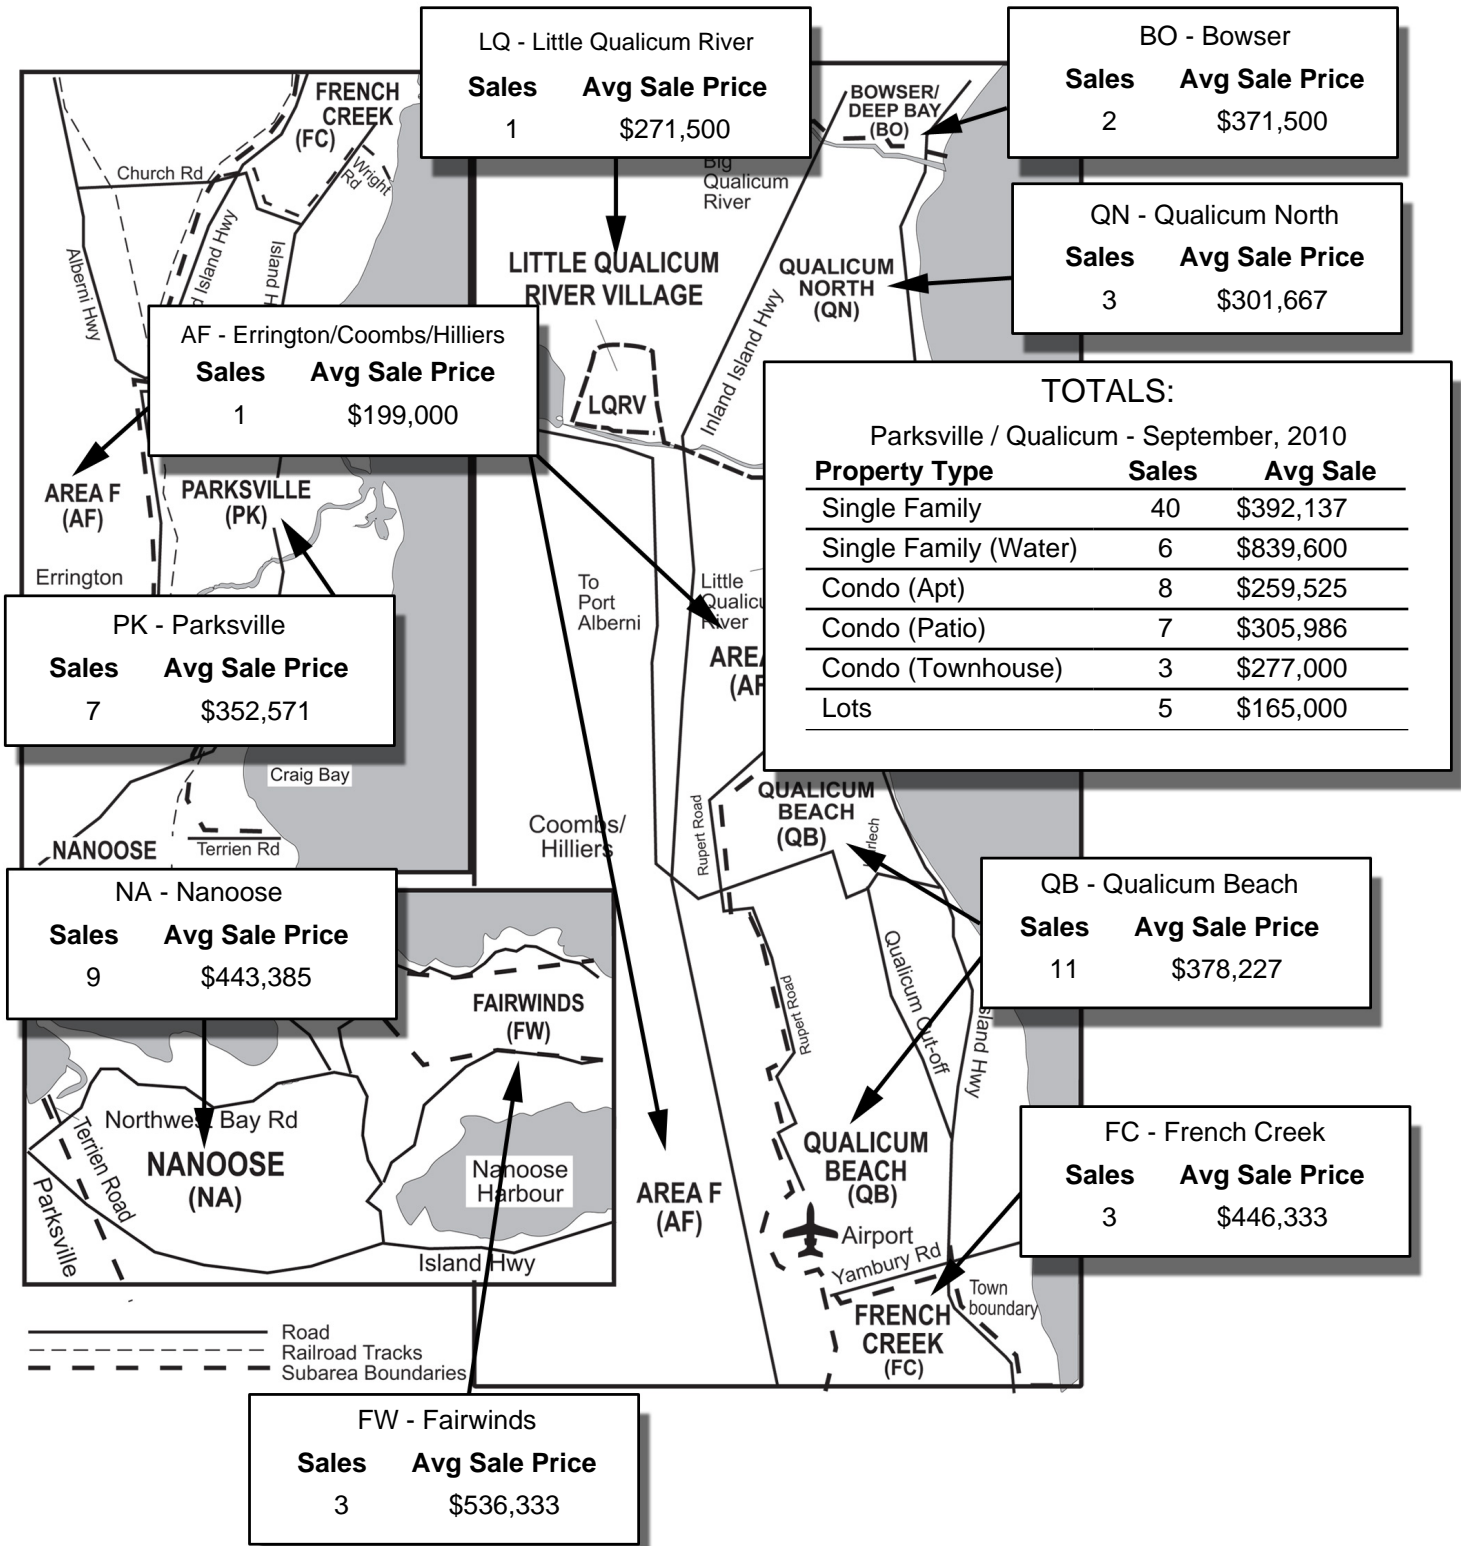 LQ - Little Qualicum River
Sales Avg Sale Price
1 $271,500
BO - Bowser
Sales Avg Sale Price
2 $371,500
QN - Qualicum North
Sales Avg Sale Price
3 $301,667
AF - Errington/Coombs/Hilliers
Sales Avg Sale Price
1 $199,000
TOTALS:
Parksville / Qualicum - September, 2010
Property Type Sales Avg Sale
Single Family 40 $392,137
Single Family (Water) 6 $839,600
Condo (Apt) 8 $259,525
Condo (Patio) 7 $305,986
Condo (Townhouse) 3 $277,000
Lots 5 $165,000
PK - Parksville
Sales Avg Sale Price
7 $352,571
NA - Nanoose
Sales Avg Sale Price
9 $443,385
QB - Qualicum Beach
Sales Avg Sale Price
11 $378,227
FC - French Creek
Sales Avg Sale Price
3 $446,333
FW - Fairwinds
Sales Avg Sale Price
3 $536,333
FRENCH
CREEK
(FC)
Church Rd
Wright
Rd
Alberni Hwy
Island Hwy
AREA F
(AF)
PARKSVILLE
(PK)
Errington
Craig Bay
Terrien Rd
NANOOSE
BOWSER/
DEEP BAY
(BO)
Big
Qualicum
River
LITTLE QUALICUM
RIVER VILLAGE
LQRV
QUALICUM
NORTH
(QN)
Inland Island Hwy
To
Port
Alberni
Little
River
Coombs/
Hilliers
Rupert Road
QUALICUM
BEACH
(QB)
Qualicum Cut-off
Rupert Road
Hwy
QUALICUM
BEACH
(QB)
Airport
Yambury Rd
Town
boundary
FRENCH
CREEK
(FC)
AREA F
(AF)
FAIRWINDS
(FW)
Northwest Bay Rd
NANOOSE
(NA)
Terrien Road
Parksville
Nanoose
Harbour
Island Hwy
Road
Railroad Tracks
Subarea Boundaries